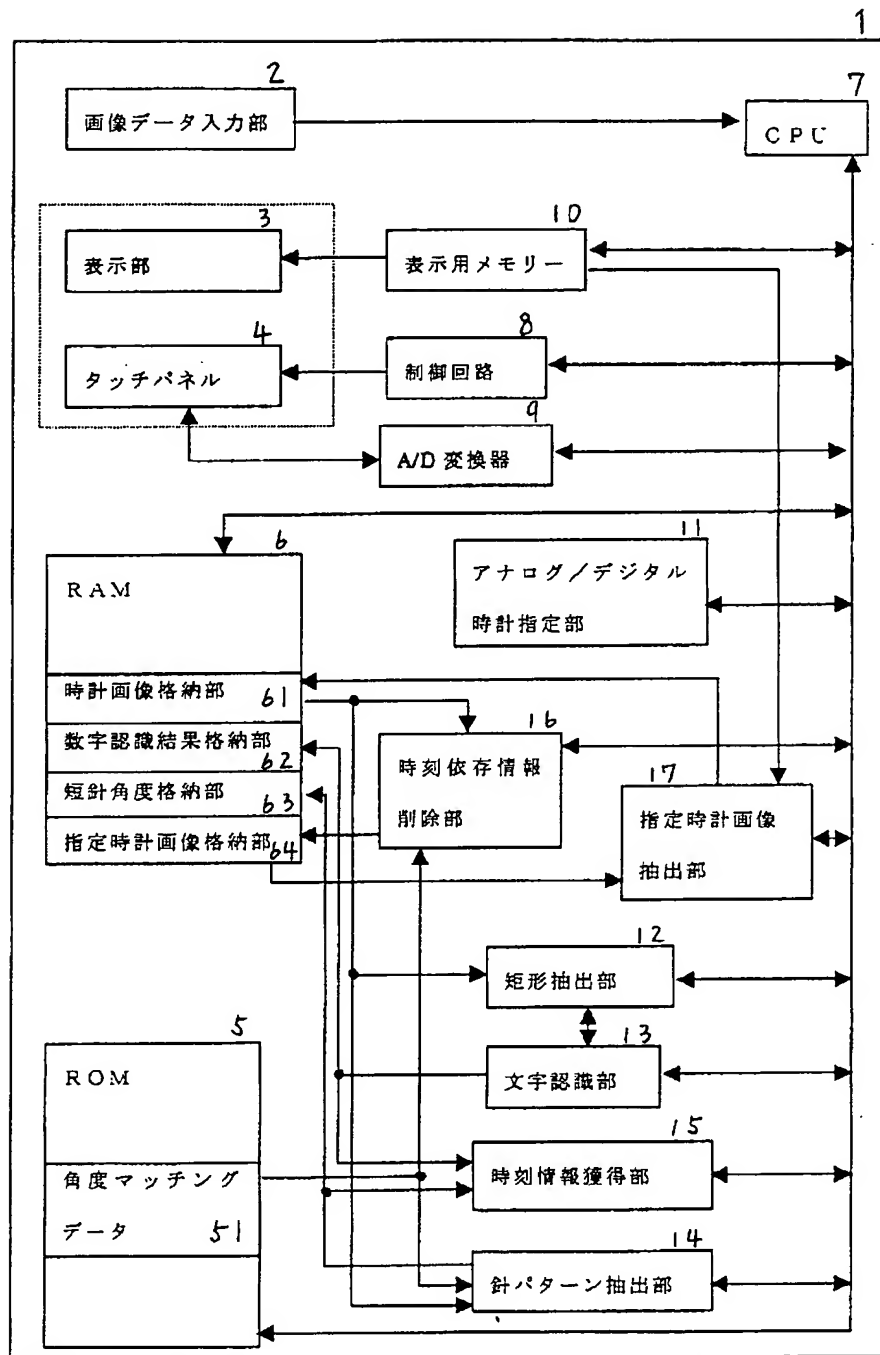 1
2
画像データ入力部
7
CPU
3
表示部
10
表示用メモリー
4
タッチパネル
8
制御回路
9
A/D変換器
6
RAM
11
アナログ／デジタル
時計指定部
時計画像格納部 61
数字認識結果格納部
62
短針角度格納部 63
指定時計画像格納部 64
16
時刻依存情報
削除部
17
指定時計画像
抽出部
12
矩形抽出部
13
文字認識部
5
ROM
角度マッチング
データ 51
15
時刻情報獲得部
14
針パターン抽出部